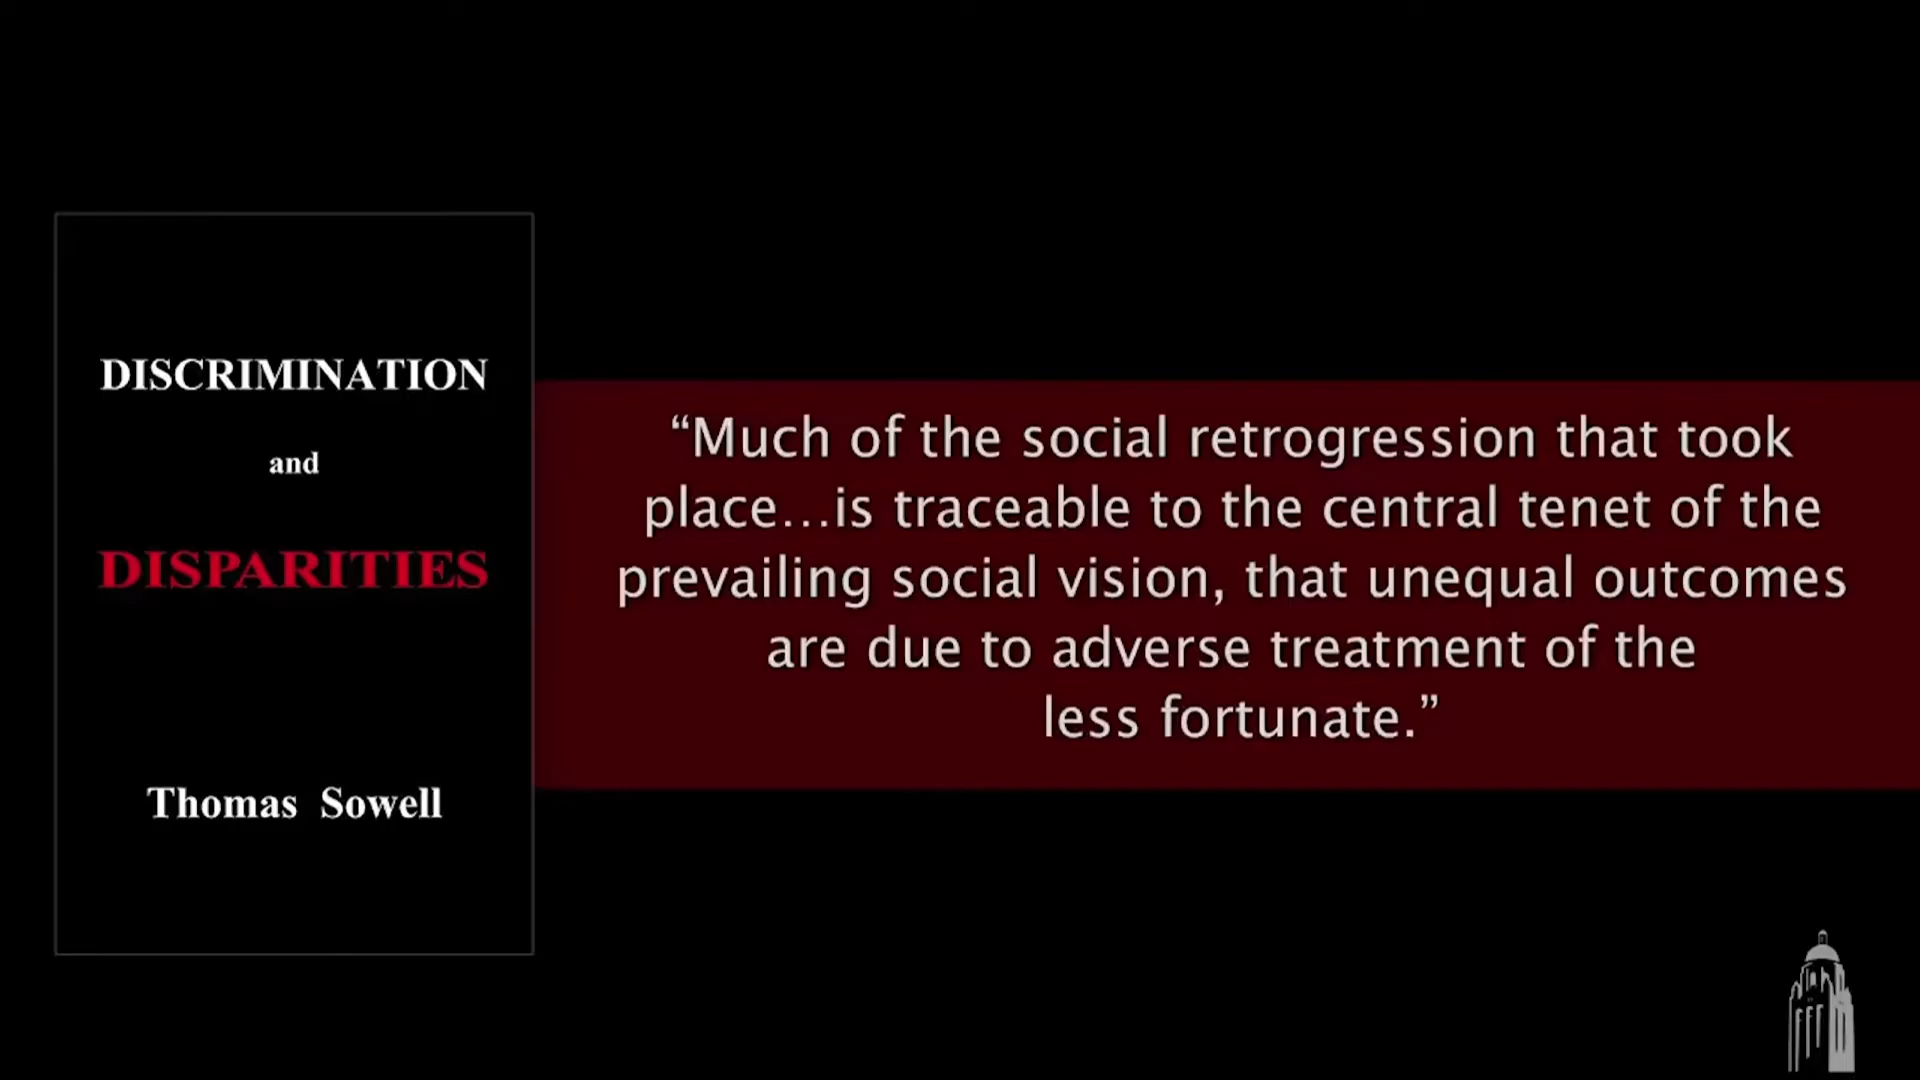 DISCRIMINATION
and
DISPARITIES
Thomas Sowell
“Much of the social retrogression that took
place...is traceable to the central tenet of the
prevailing social vision, that unequal outcomes
are due to adverse treatment of the
less fortunate.”